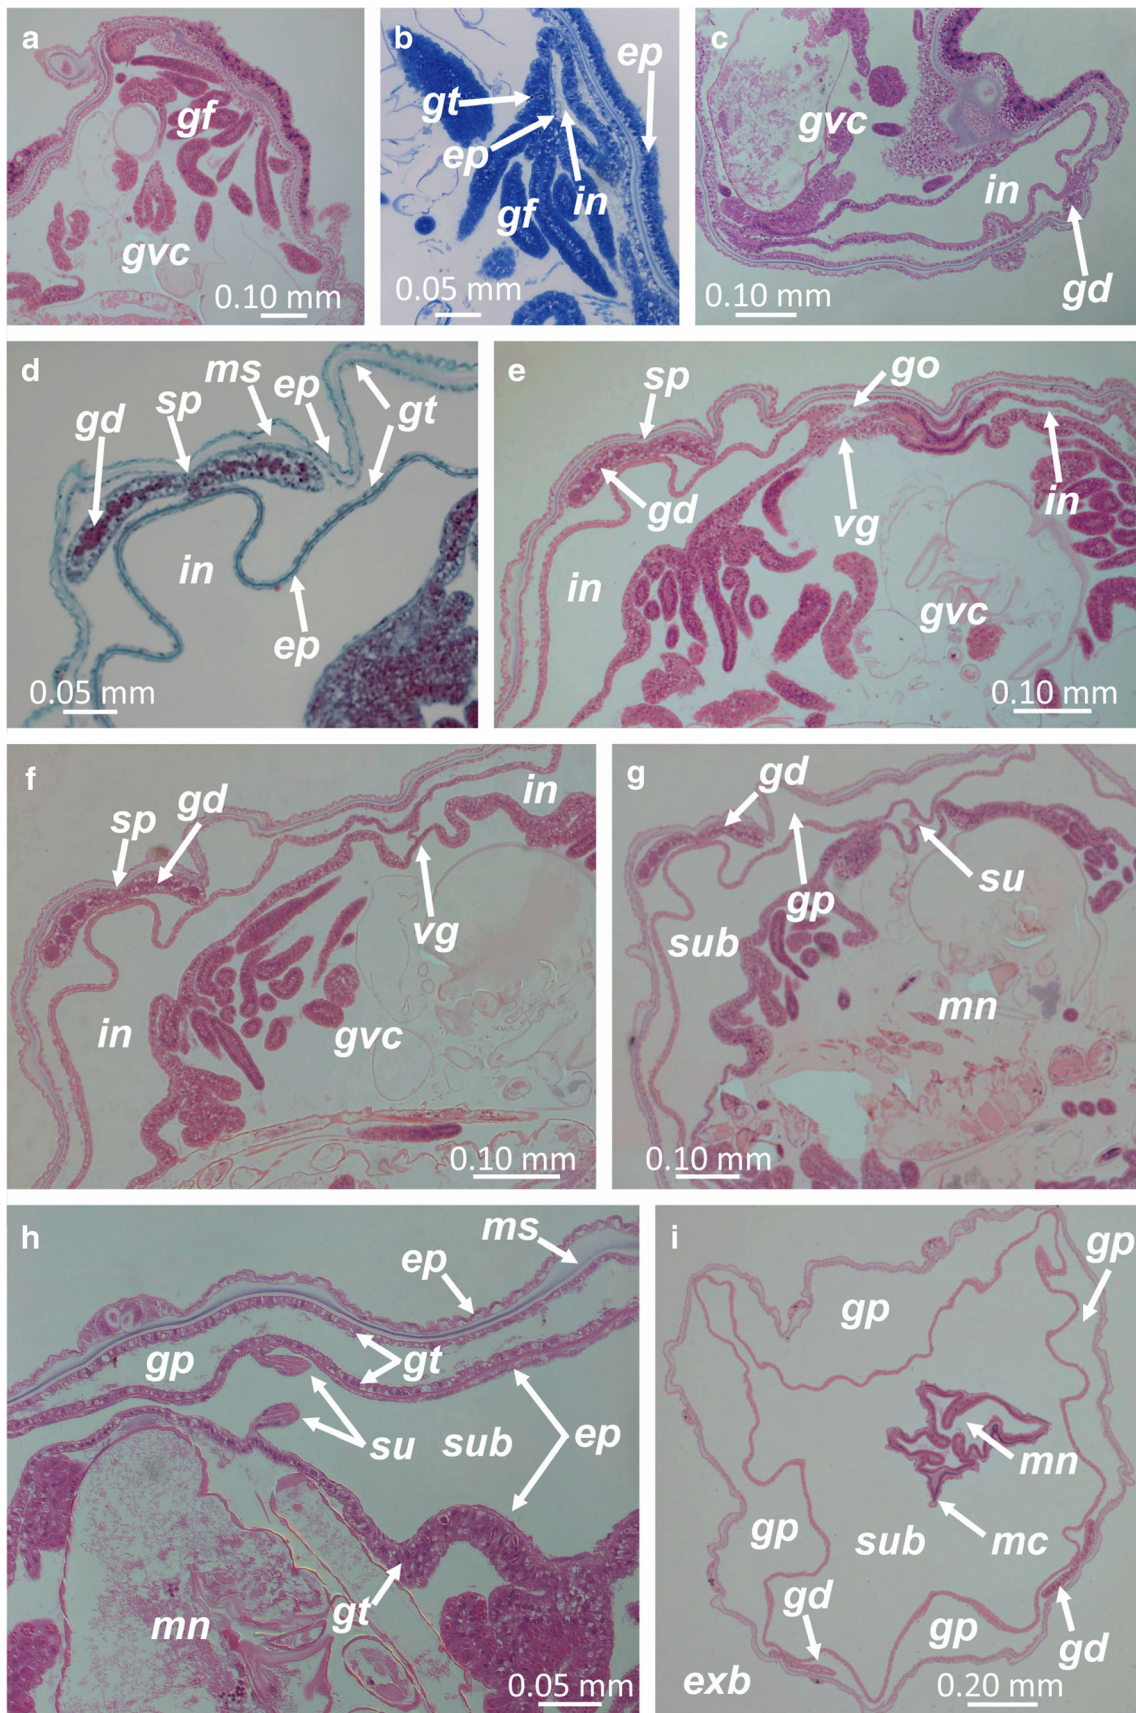 a
gf
gvc
0.10 mm
b
gt
ep
ep
gf
in
0.05 mm
c
gvc
in
gd
0.10 mm
d
gd
sp
ms
ep
gt
in
ep
0.05 mm
e
sp
go
gd
vg
in
in
gvc
0.10 mm
f
sp
gd
in
vg
in
gvc
0.10 mm
g
gd
gp
su
sub
mn
0.10 mm
h
ep
ms
gp
gt
su
sub
ep
gt
mn
0.05 mm
i
gp
gp
mn
gp
sub
mc
gd
gp
gd
exb
0.20 mm